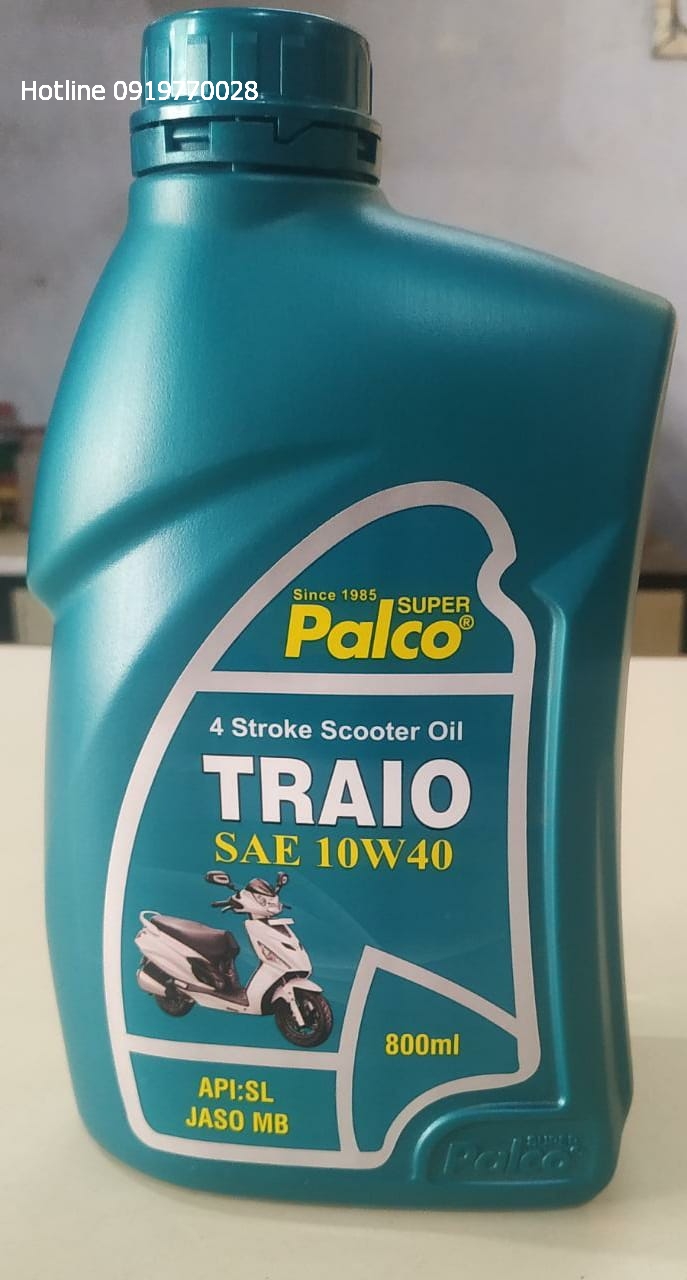 Hotline 0919770028
Since 1985
SUPER
Palco®
4 Stroke Scooter Oil
TRAIO
SAE 10W40
800ml
API:SL
JASO MB
SUPER
Palco